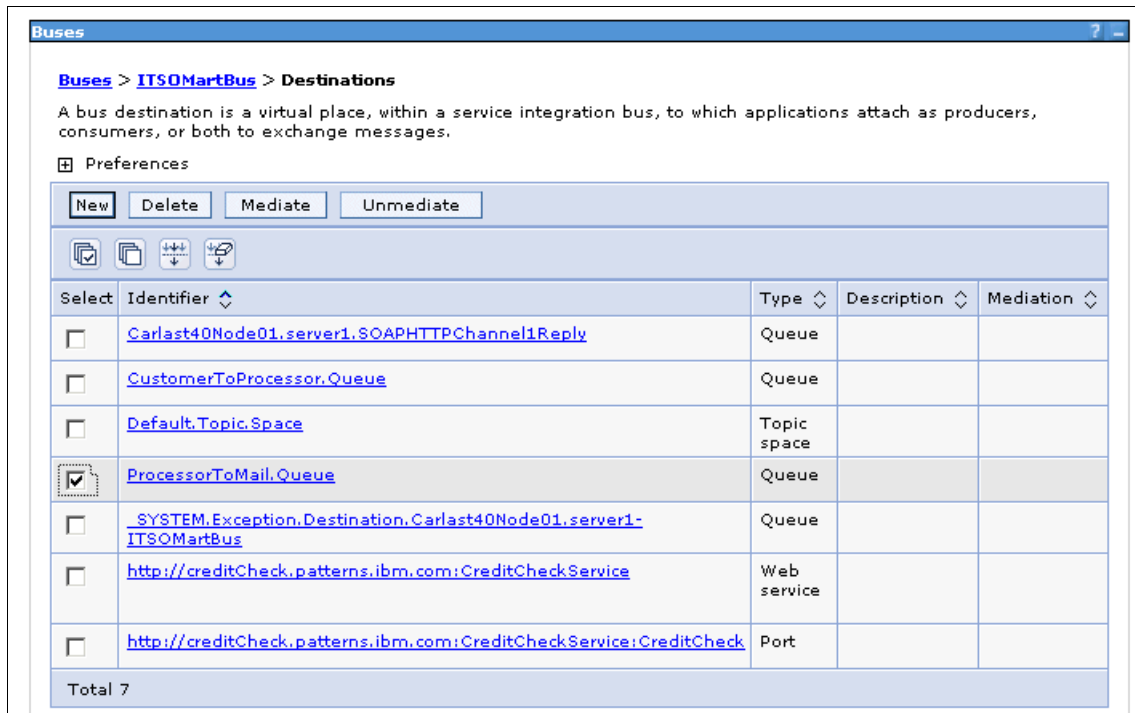 Buses
? _
Buses > ITSOMartBus > Destinations
A bus destination is a virtual place, within a service integration bus, to which applications attach as producers,
consumers, or both to exchange messages.
Preferences
New Delete Mediate Unmediate
Select Identifier Type Description Mediation
Carlast40Node01.server1.SOAPHTTPChannel1Reply Queue
CustomerToProcessor.Queue Queue
Default.Topic.Space Topic
space
ProcessorToMail.Queue Queue
_SYSTEM.Exception.Destination.Carlast40Node01.server1- Queue
ITSOMartBus
http://creditCheck.patterns.ibm.com:CreditCheckService Web
service
http://creditCheck.patterns.ibm.com:CreditCheckService:CreditCheck Port
Total 7